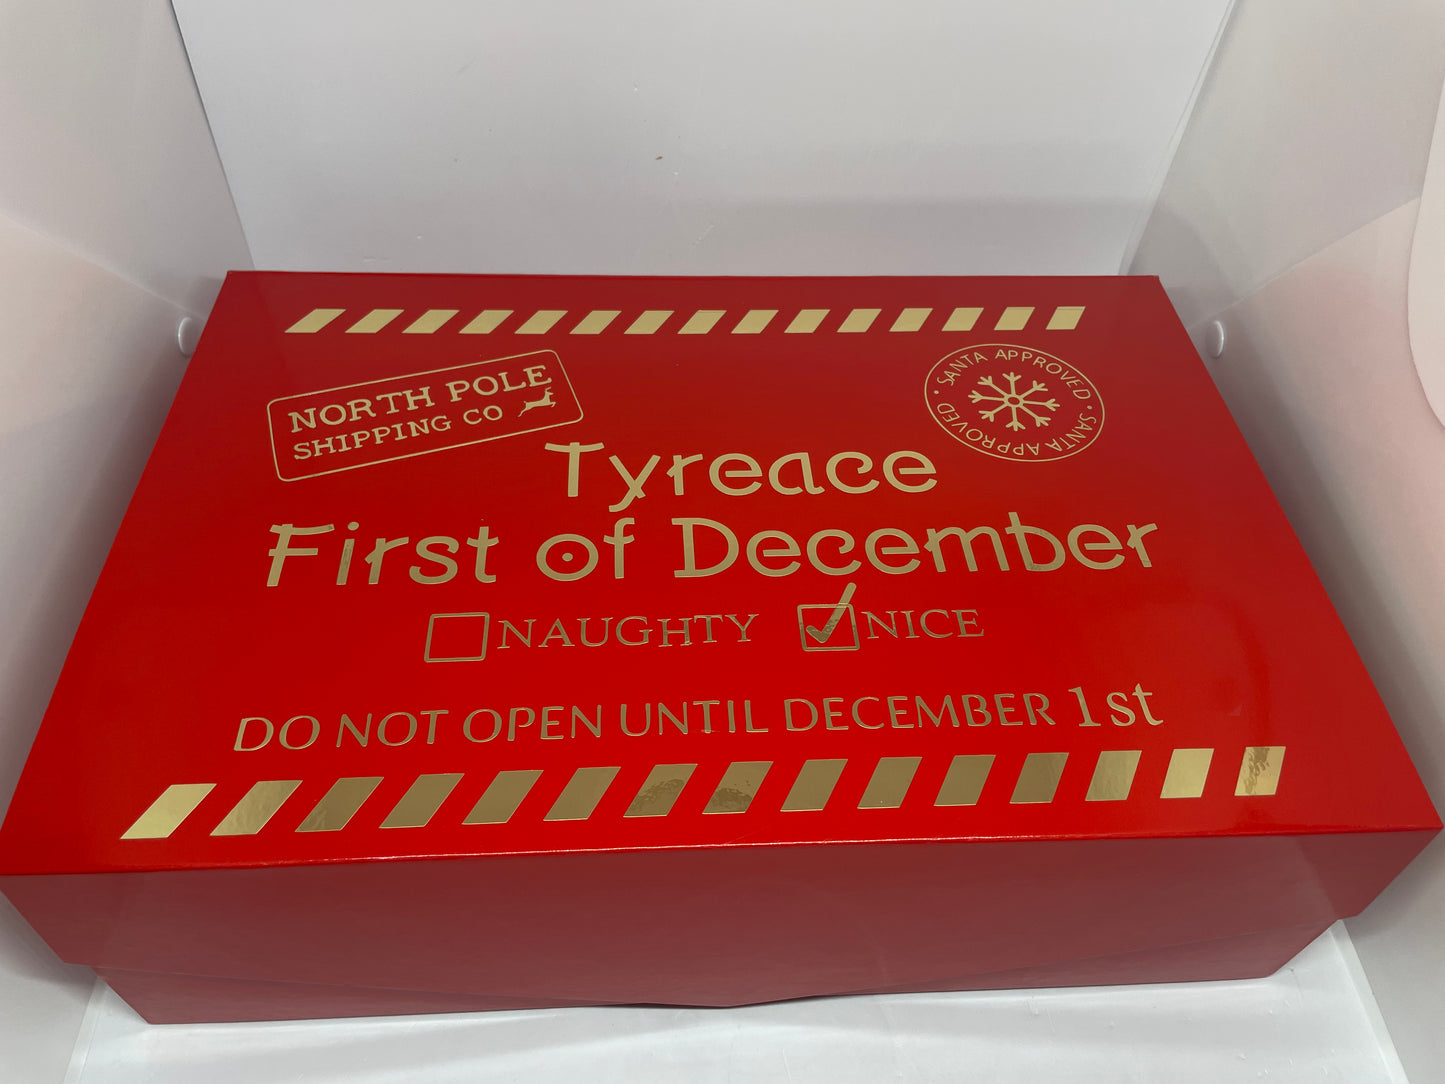 NORTH POLE
SHIPPING CO
· SANTA APPROVED · SANTA APPROVED
Tyreace
First of December
NAUGHTY NICE
DO NOT OPEN UNTIL DECEMBER 1st